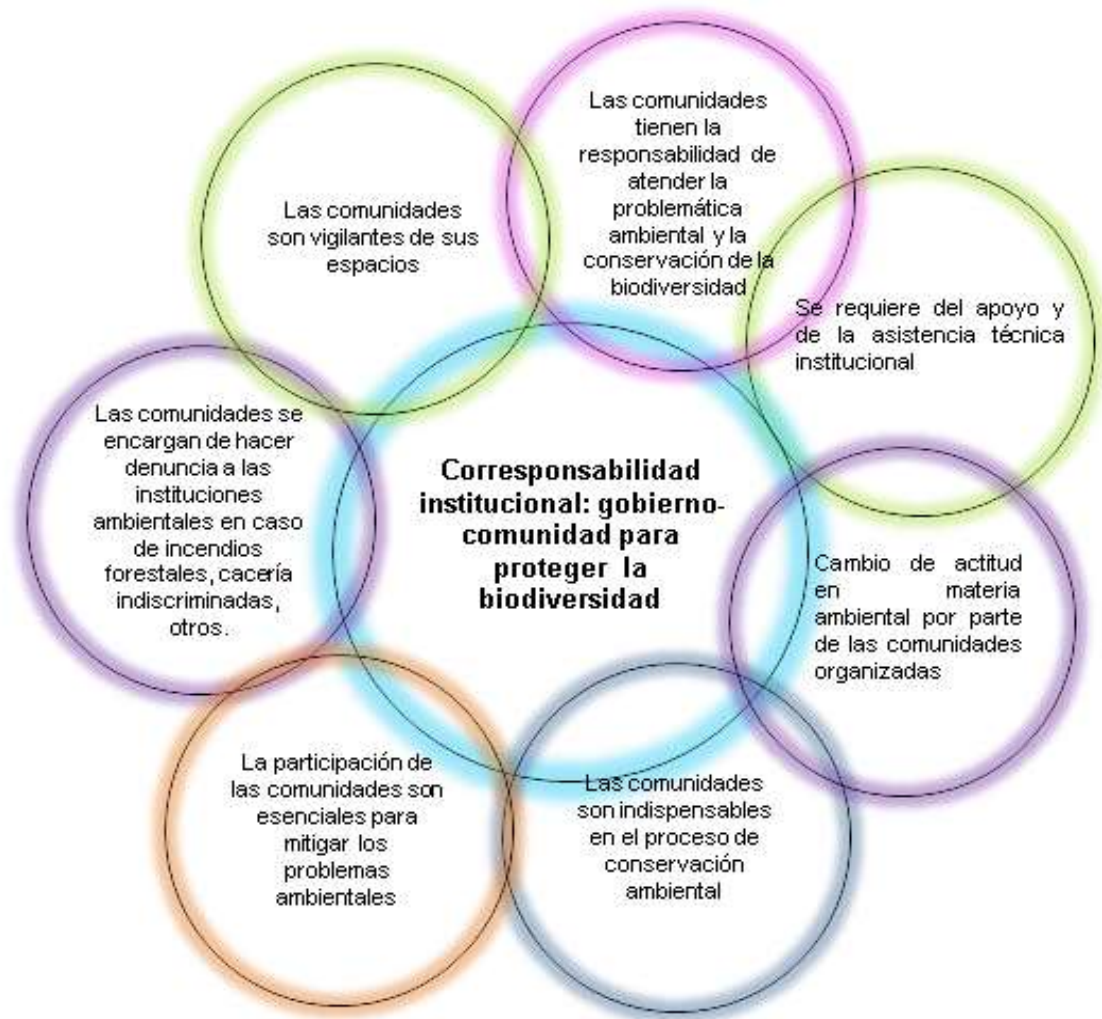 Las comunidades
tienen la
responsabilidad de
atender la
problemática
ambiental y la
conservación de la
biodiversidad
Las comunidades
son vigilantes de sus
espacios
Se requiere del apoyo y
de la asistencia técnica
institucional
Las comunidades se
encargan de hacer
denuncia a las
instituciones
ambientales en caso
de incendios
forestales, cacería
indiscriminadas,
otros.
Corresponsabilidad
institucional: gobierno-
comunidad para
proteger la
biodiversidad
Cambio de actitud
en materia
ambiental por parte
de las comunidades
organizadas
La participación de
las comunidades son
esenciales para
mitigar los
problemas
ambientales
Las comunidades
son indispensables
en el proceso de
conservación
ambiental